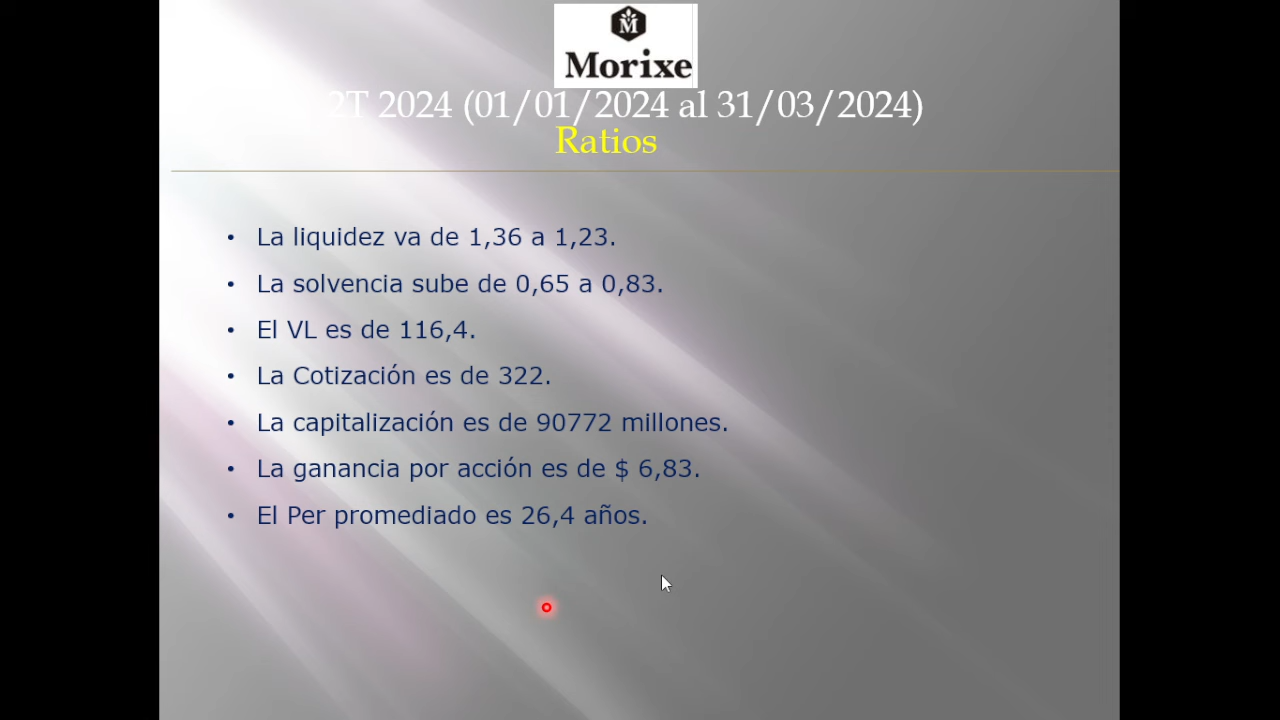 M
Morixe
2T 2024 (01/01/2024 al 31/03/2024)
Ratios
• La liquidez va de 1,36 a 1,23.
• La solvencia sube de 0,65 a 0,83.
• El VL es de 116,4.
• La Cotización es de 322.
• La capitalización es de 90772 millones.
• La ganancia por acción es de $ 6,83.
• El Per promediado es 26,4 años.